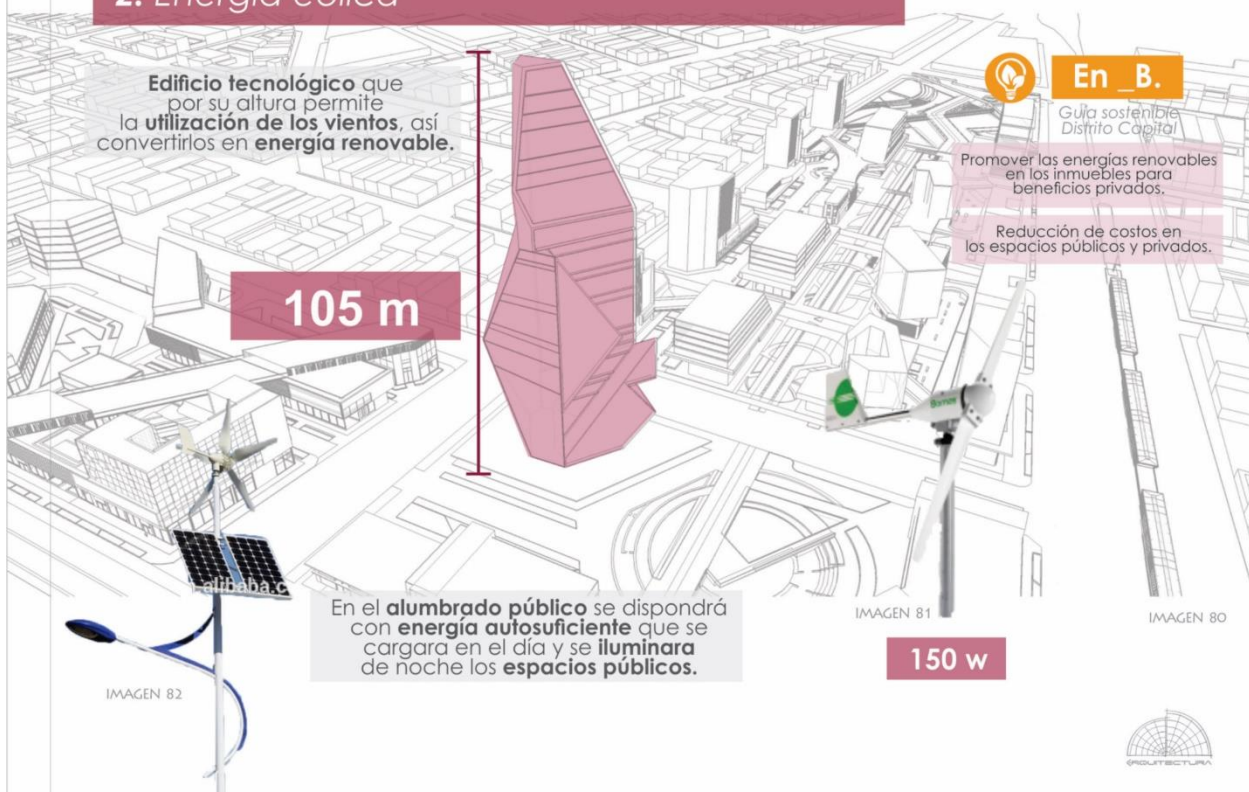 2. Energía eólica
Edificio tecnológico que
por su altura permite
la utilización de los vientos, así
convertirlos en energía renovable.
En _B.
Guía sostenible
Distrito Capital
Promover las energías renovables
en los inmuebles para
beneficios privados.
Reducción de costos en
los espacios públicos y privados.
105 m
Bornay
alibaba.c
En el alumbrado público se dispondrá
con energía autosuficiente que se
cargara en el día y se iluminara
de noche los espacios públicos.
IMAGEN 81
IMAGEN 80
150 w
IMAGEN 82
ARQUITECTURA